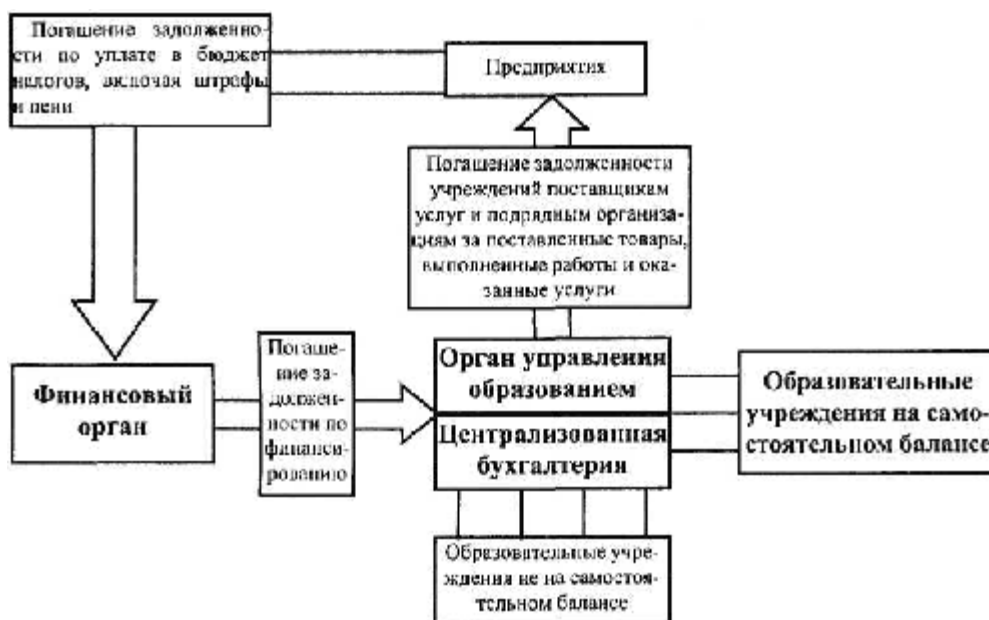 Погашение задолженно-
сти по уплате в бюджет
налогов, включая штрафы
и пени
Предприятия
Погашение задолженности
учреждений поставщикам
услуг и подрядным организа-
циям за поставленные товары,
выполненные работы и ока-
занные услуги
Финансовый
орган
Погаше-
ние за-
должен-
ности по
финанси-
рованию
Орган управления
образованием
Централизованная
бухгалтерия
Образовательные
учреждения на само-
стоятельном балансе
Образовательные учре-
ждения не на самостоя-
тельном балансе